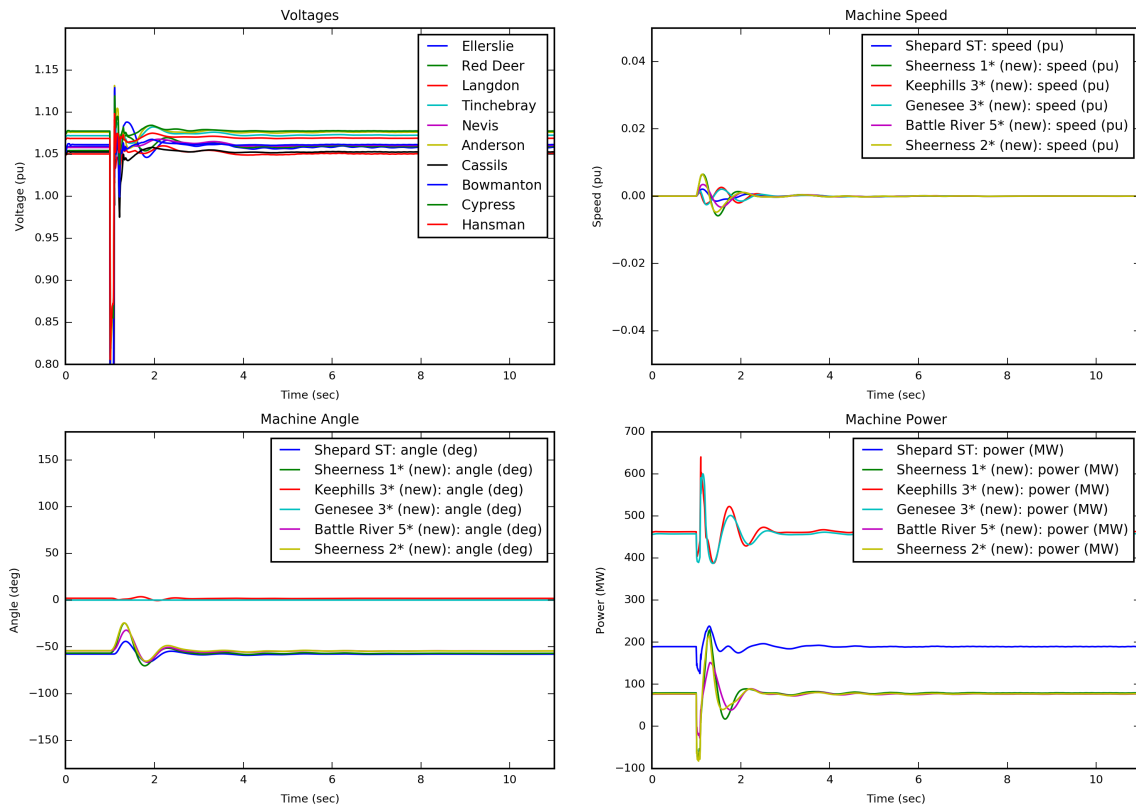 Voltages
1.15
1.10
1.05
1.00
0.95
0.90
0.85
0.80
Voltage (pu)
Ellerslie
Red Deer
Langdon
Tinchebray
Nevis
Anderson
Cassils
Bowmanton
Cypress
Hansman
0 2 4 6 8 10
Time (sec)
Machine Speed
0.04
0.02
0.00
−0.02
−0.04
Speed (pu)
Shepard ST: speed (pu)
Sheerness 1* (new): speed (pu)
Keephills 3* (new): speed (pu)
Genesee 3* (new): speed (pu)
Battle River 5* (new): speed (pu)
Sheerness 2* (new): speed (pu)
0 2 4 6 8 10
Time (sec)
Machine Angle
150
100
50
0
−50
−100
−150
Angle (deg)
Shepard ST: angle (deg)
Sheerness 1* (new): angle (deg)
Keephills 3* (new): angle (deg)
Genesee 3* (new): angle (deg)
Battle River 5* (new): angle (deg)
Sheerness 2* (new): angle (deg)
0 2 4 6 8 10
Time (sec)
Machine Power
700
600
500
400
300
200
100
0
−100
Power (MW)
Shepard ST: power (MW)
Sheerness 1* (new): power (MW)
Keephills 3* (new): power (MW)
Genesee 3* (new): power (MW)
Battle River 5* (new): power (MW)
Sheerness 2* (new): power (MW)
0 2 4 6 8 10
Time (sec)